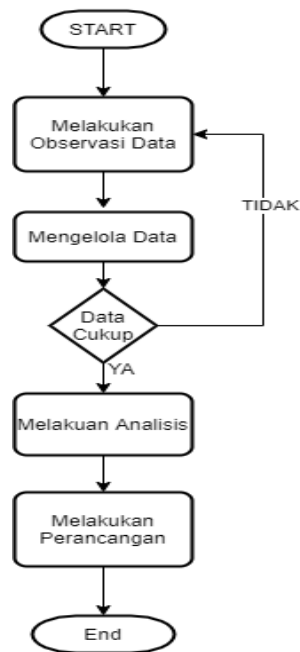 START
Melakukan
Observasi Data
TIDAK
Mengelola Data
Data
Cukup
YA
Melakuan Analisis
Melakukan
Perancangan
End